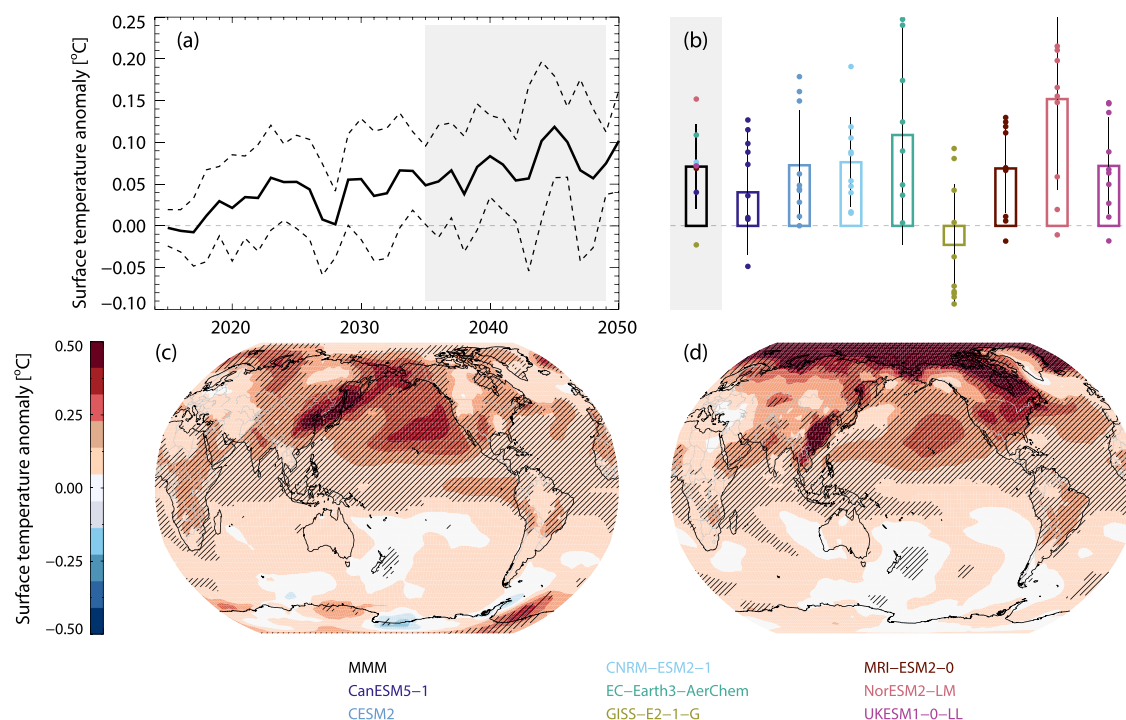 (a)
(b)
Surface temperature anomaly [°C]
0.25
0.20
0.15
0.10
0.05
0.00
−0.05
−0.10
2020
2030
2040
2050
(c)
(d)
Surface temperature anomaly [°C]
0.50
0.25
0.00
−0.25
−0.50
MMM
CNRM−ESM2−1
MRI−ESM2−0
CanESM5−1
EC−Earth3−AerChem
NorESM2−LM
CESM2
GISS−E2−1−G
UKESM1−0−LL